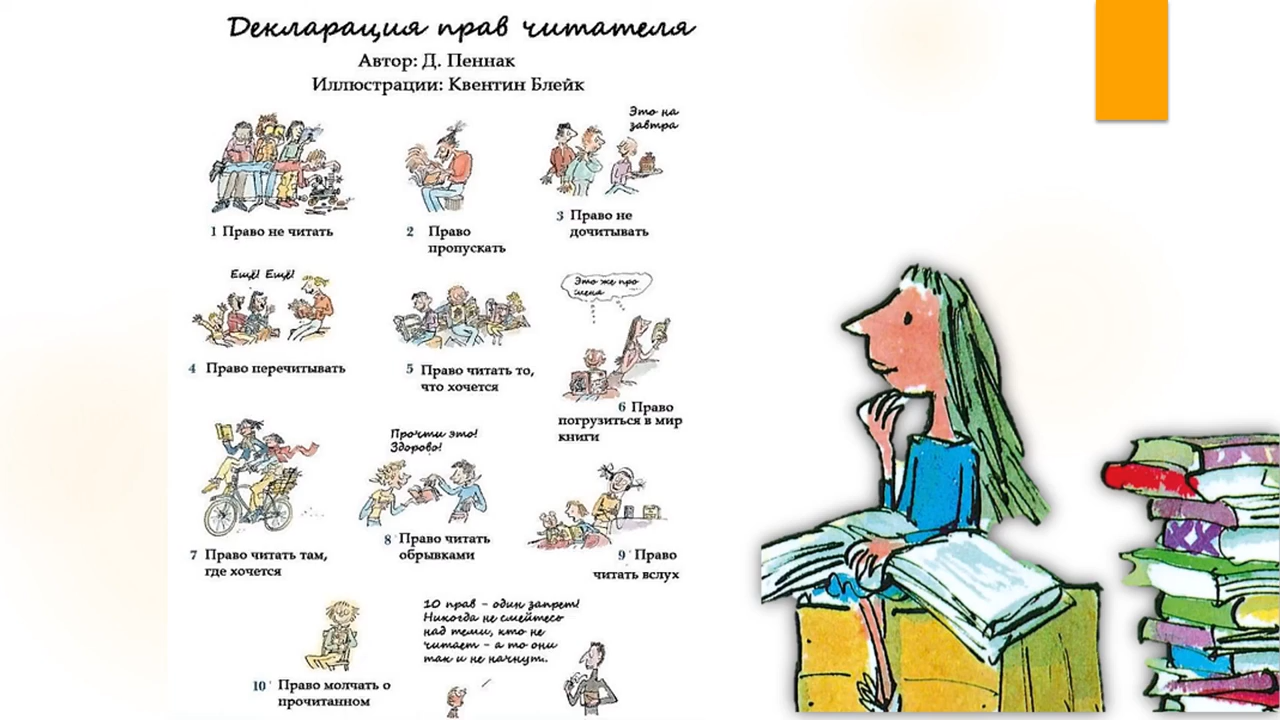 Декларация прав читателя
Автор: Д. Пеннак
Иллюстрации: Квентин Блейк
Это на
завтра
1 Право не читать
2 Право
пропускать
3 Право не
дочитывать
Ещё! Ещё!
4 Право перечитывать
5 Право читать то,
что хочется
Это же про
меня
6 Право
погрузиться в мир
книги
7 Право читать там,
где хочется
Прочти это!
Здорово!
8 Право читать
обрывками
9 Право
читать вслух
10 Право молчать о
прочитанном
10 прав - один запрет!
Никогда не смейтесь
над теми, кто не
читает - а то они
так и не начнут.